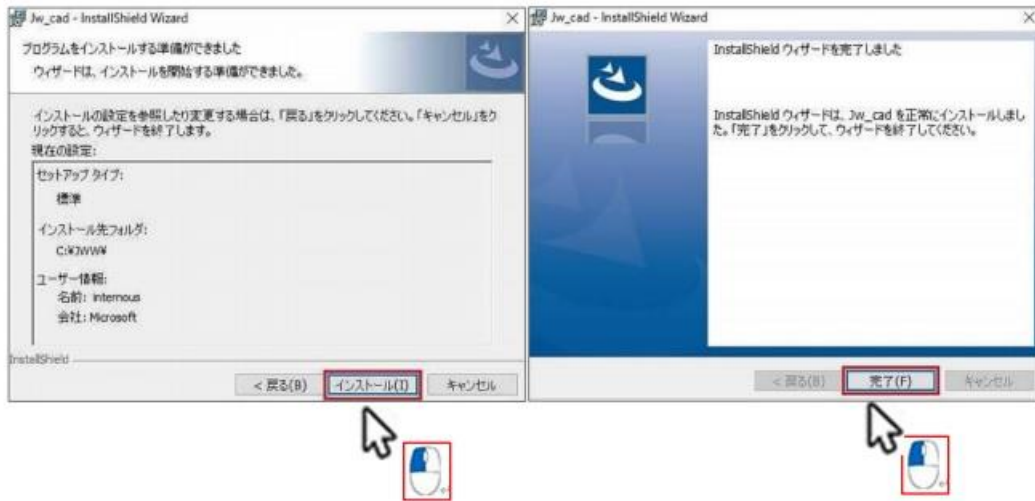 Jw_cad - InstallShield Wizard
プログラムをインストールする準備ができました
ウィザードは、インストールを開始する準備ができました。
インストールの設定を参照したり変更する場合は、「戻る」をクリックしてください。「キャンセル」をク
リックすると、ウィザードを終了します。
現在の設定:
セットアップ タイプ:
標準
インストール先フォルダ:
C:¥JWW¥
ユーザー情報:
名前: internous
会社: Microsoft
InstallShield
< 戻る(B)
インストール(I)
キャンセル
Jw_cad - InstallShield Wizard
InstallShield ウィザードを完了しました
InstallShield ウィザードは、Jw_cad を正常にインストールしまし
た。「完了」をクリックして、ウィザードを終了してください。
< 戻る(B)
完了(F)
キャンセル